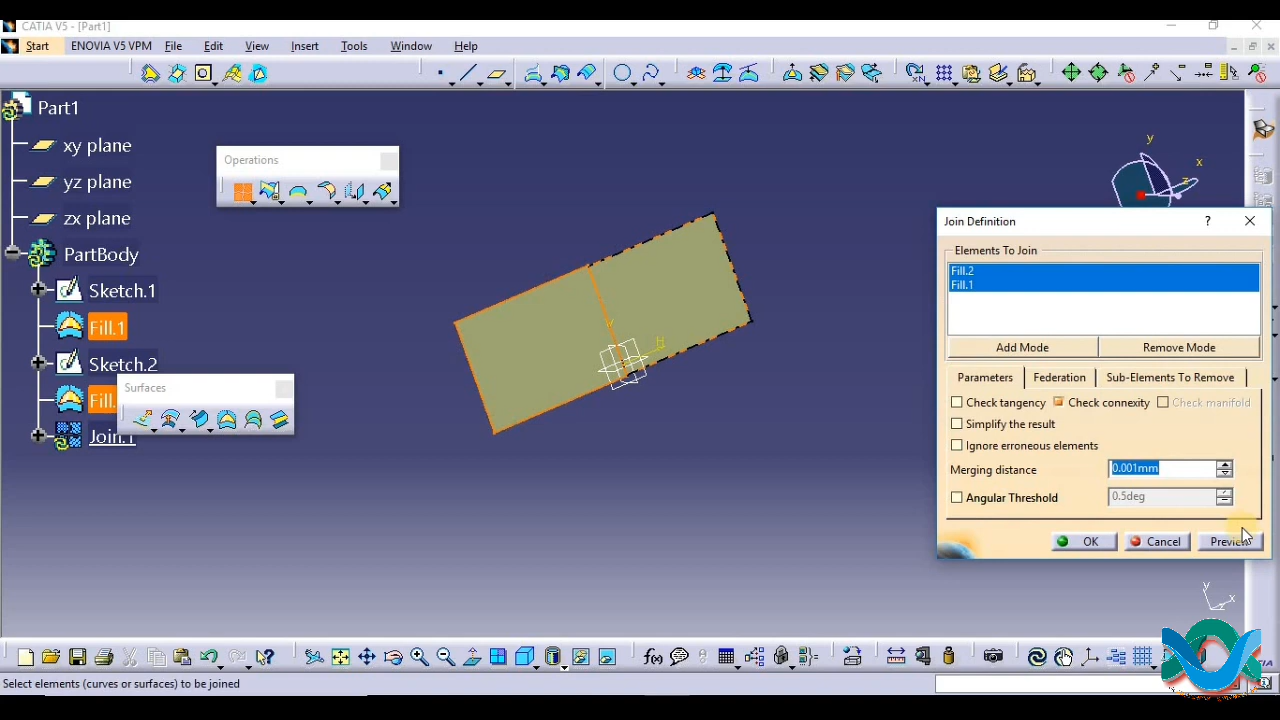 CATIA V5 - [Part1]
Start ENOVIA V5 VPM File Edit View Insert Tools Window Help
Part1
xy plane
yz plane
zx plane
PartBody
Sketch.1
Fill.1
Sketch.2
Fill.
Join.1
Operations
Surfaces
y
x
z
V
H
Join Definition
?
Elements To Join
Fill.2
Fill.1
Add Mode Remove Mode
Parameters Federation Sub-Elements To Remove
Check tangency Check connexity Check manifold
Simplify the result
Ignore erroneous elements
Merging distance 0.001mm
Angular Threshold 0.5deg
OK Cancel Preview
y
x
f(x)
Select elements (curves or surfaces) to be joined